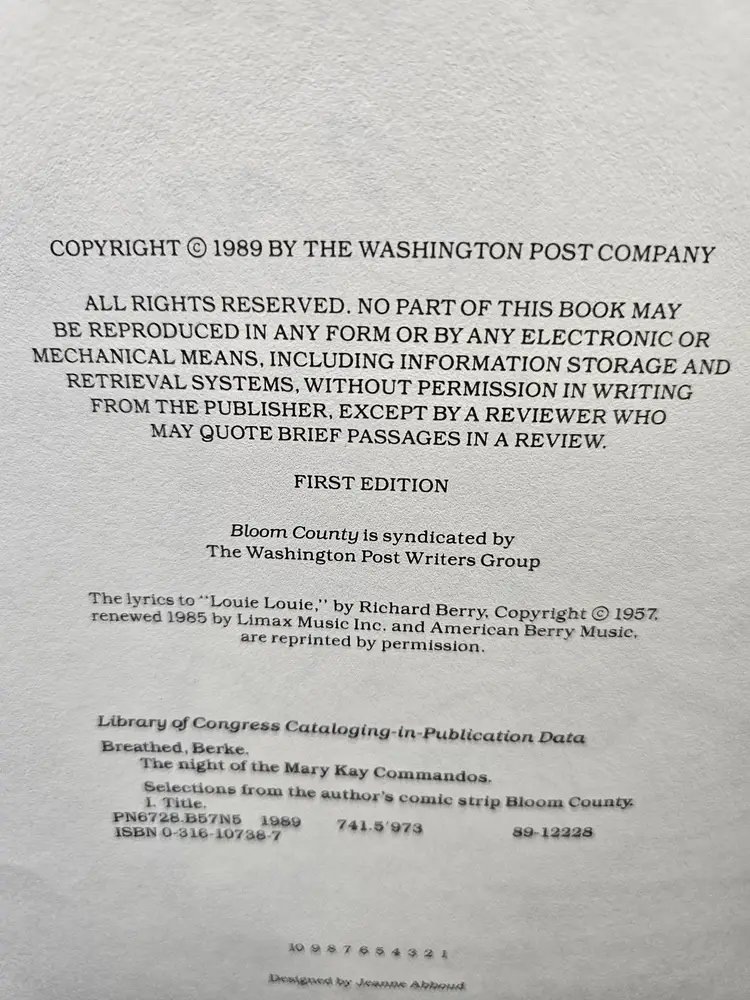 COPYRIGHT © 1989 BY THE WASHINGTON POST COMPANY
ALL RIGHTS RESERVED. NO PART OF THIS BOOK MAY
BE REPRODUCED IN ANY FORM OR BY ANY ELECTRONIC OR
MECHANICAL MEANS, INCLUDING INFORMATION STORAGE AND
RETRIEVAL SYSTEMS, WITHOUT PERMISSION IN WRITING
FROM THE PUBLISHER, EXCEPT BY A REVIEWER WHO
MAY QUOTE BRIEF PASSAGES IN A REVIEW.
FIRST EDITION
Bloom County is syndicated by
The Washington Post Writers Group
The lyrics to "Louie Louie," by Richard Berry, Copyright © 1957,
renewed 1985 by Limax Music Inc. and American Berry Music,
are reprinted by permission.
Library of Congress Cataloging-in-Publication Data
Breathed, Berke.
The night of the Mary Kay Commandos.
Selections from the author's comic strip Bloom County.
I. Title.
PN6728.B57N5 1989 741.5'973 89-12228
ISBN 0-316-10738-7
10 9 8 7 6 5 4 3 2 1
Designed by Jeanne Abboud